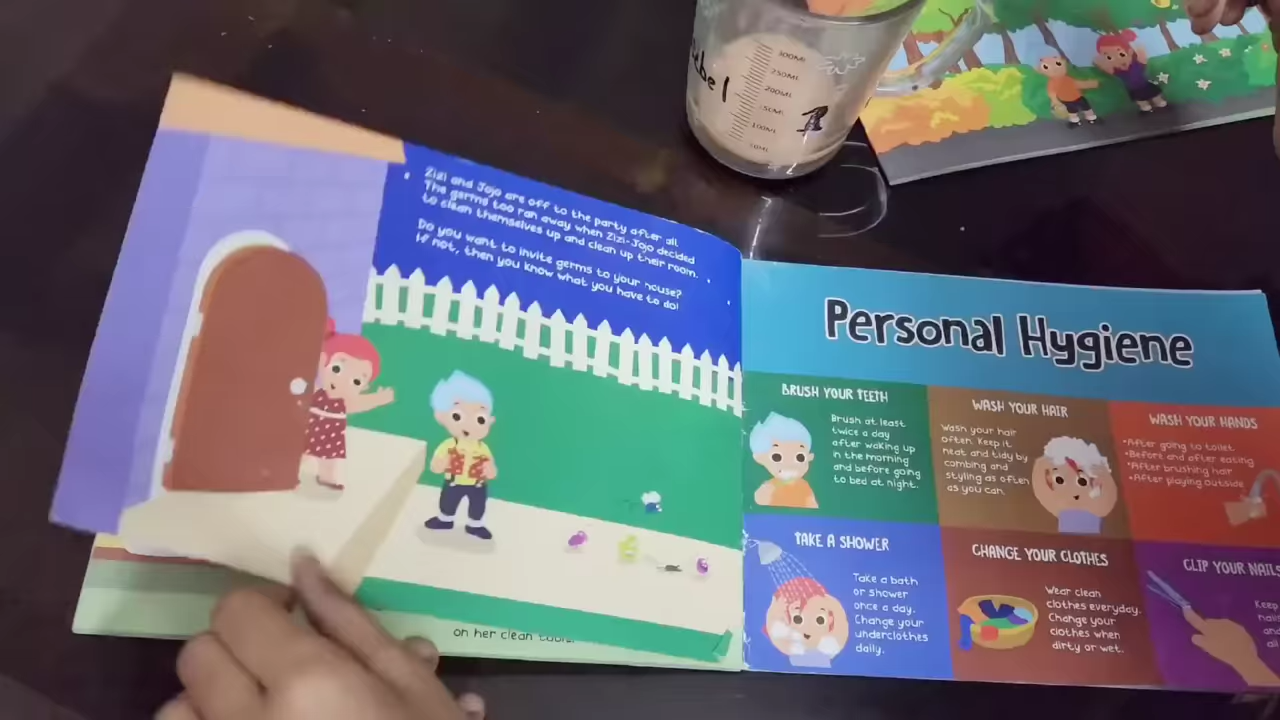 300ML
250ML
200ML
100ML
Zizi and Jojo are off to the party after all.
The germs too ran away when Zizi-Jojo decided
to clean themselves up and clean up their room.
Do you want to invite germs to your house?
If not, then you know what you have to do!
on her clean
Personal Hygiene
BRUSH YOUR TEETH
Brush at least
twice a day
after waking up
in the morning
and before going
to bed at night.
WASH YOUR HAIR
Wash your hair
often. Keep it
neat and tidy by
combing and
styling as often
as you can.
WASH YOUR HANDS
•After going to toilet
•Before and after eating
•After brushing hair
•After playing outside
TAKE A SHOWER
Take a bath
or shower
once a day.
Change your
underclothes
daily.
CHANGE YOUR CLOTHES
Wear clean
clothes everyday.
Change your
clothes when
dirty or wet.
CLIP YOUR NAILS
Keep